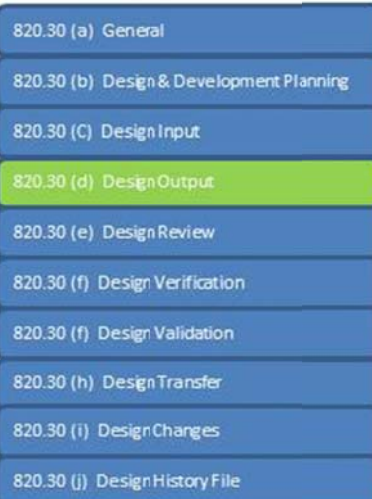 820.30 (a) General
820.30 (b) Design & Development Planning
820.30 (C) Design Input
820.30 (d) Design Output
820.30 (e) Design Review
820.30 (f) Design Verification
820.30 (f) Design Validation
820.30 (h) Design Transfer
820.30 (i) Design Changes
820.30 (j) Design History File